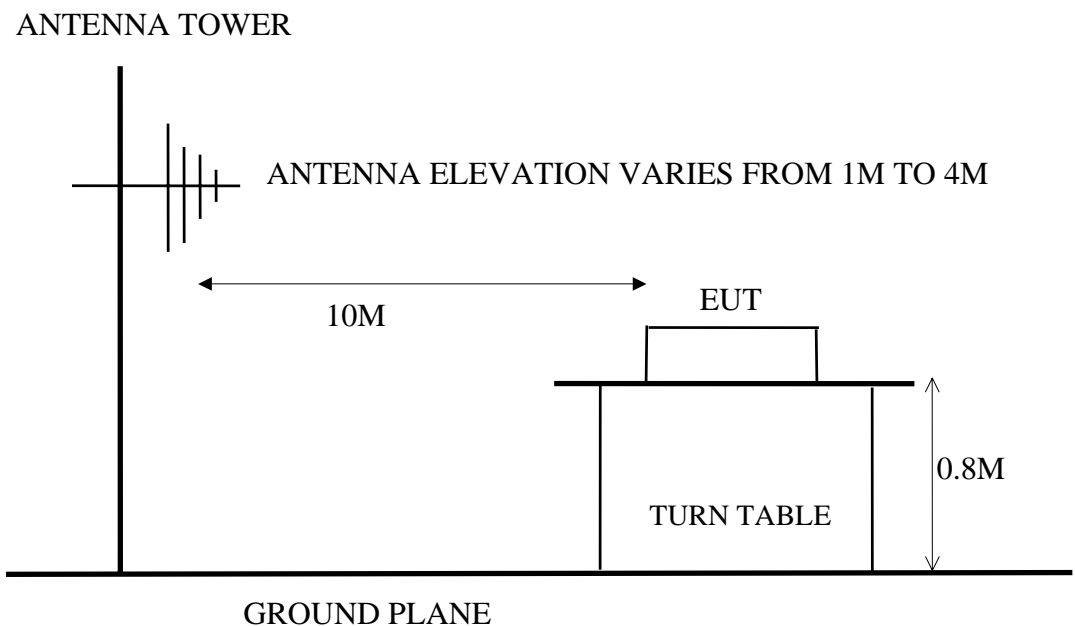 ANTENNA TOWER
ANTENNA ELEVATION VARIES FROM 1M TO 4M
10M
EUT
0.8M
TURN TABLE
GROUND PLANE